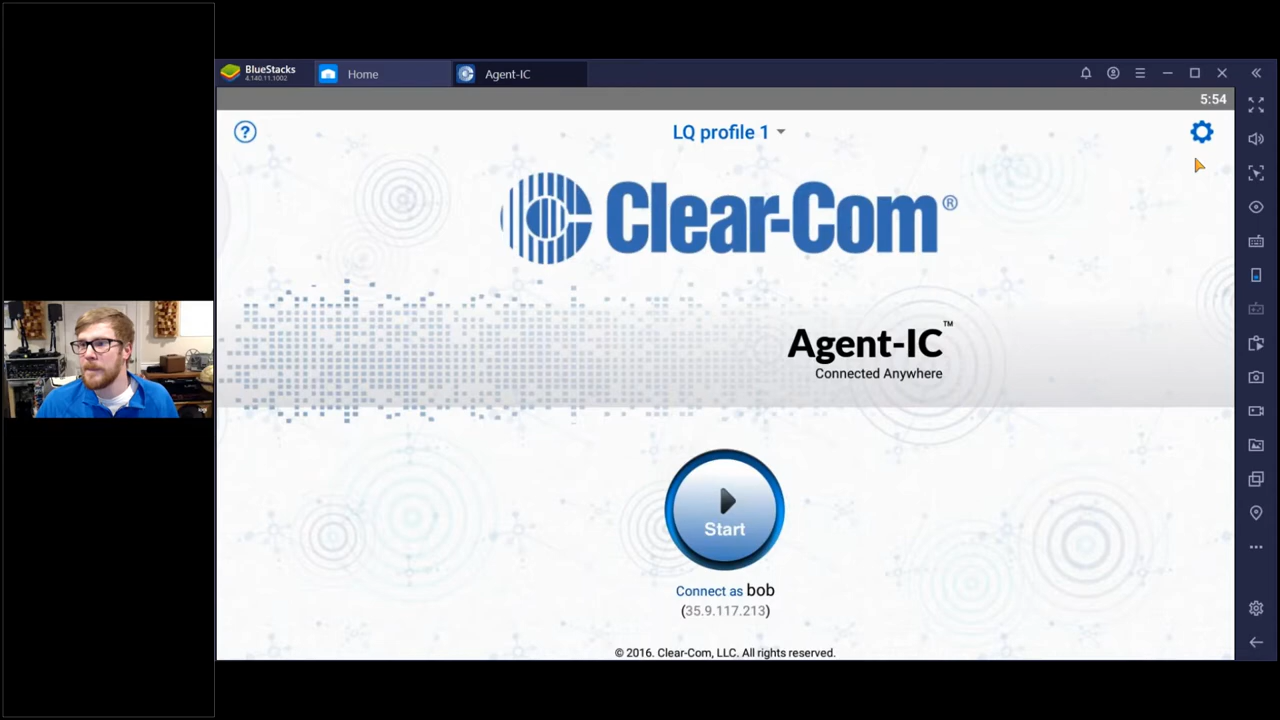 BlueStacks
4.140.11.1002
Home
Agent-IC
5:54
LQ profile 1
Clear-Com®
Agent-IC™
Connected Anywhere
Start
Connect as bob
(35.9.117.213)
© 2016. Clear-Com, LLC. All rights reserved.